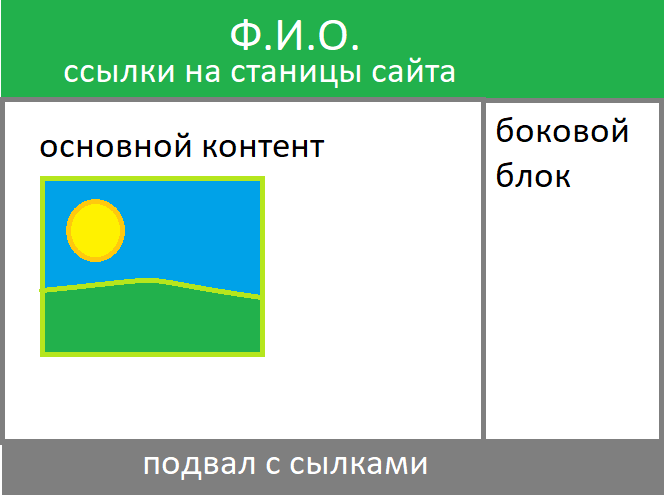 Ф.И.О.
ссылки на станицы сайта
основной контент
боковой
блок
подвал с сылками